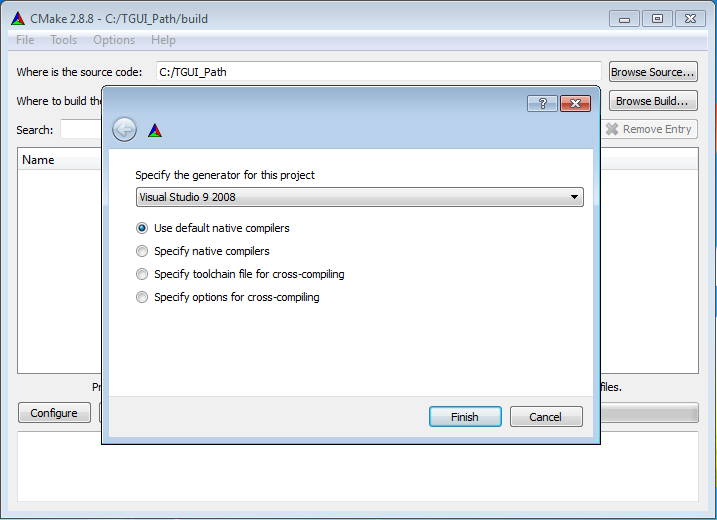 CMake 2.8.8 - C:/TGUI_Path/build
File Tools Options Help
Where is the source code: C:/TGUI_Path Browse Source...
Where to build the Browse Build...
Search: Remove Entry
Name
?
Specify the generator for this project
Visual Studio 9 2008
Use default native compilers
Specify native compilers
Specify toolchain file for cross-compiling
Specify options for cross-compiling
files.
Configure
Finish Cancel